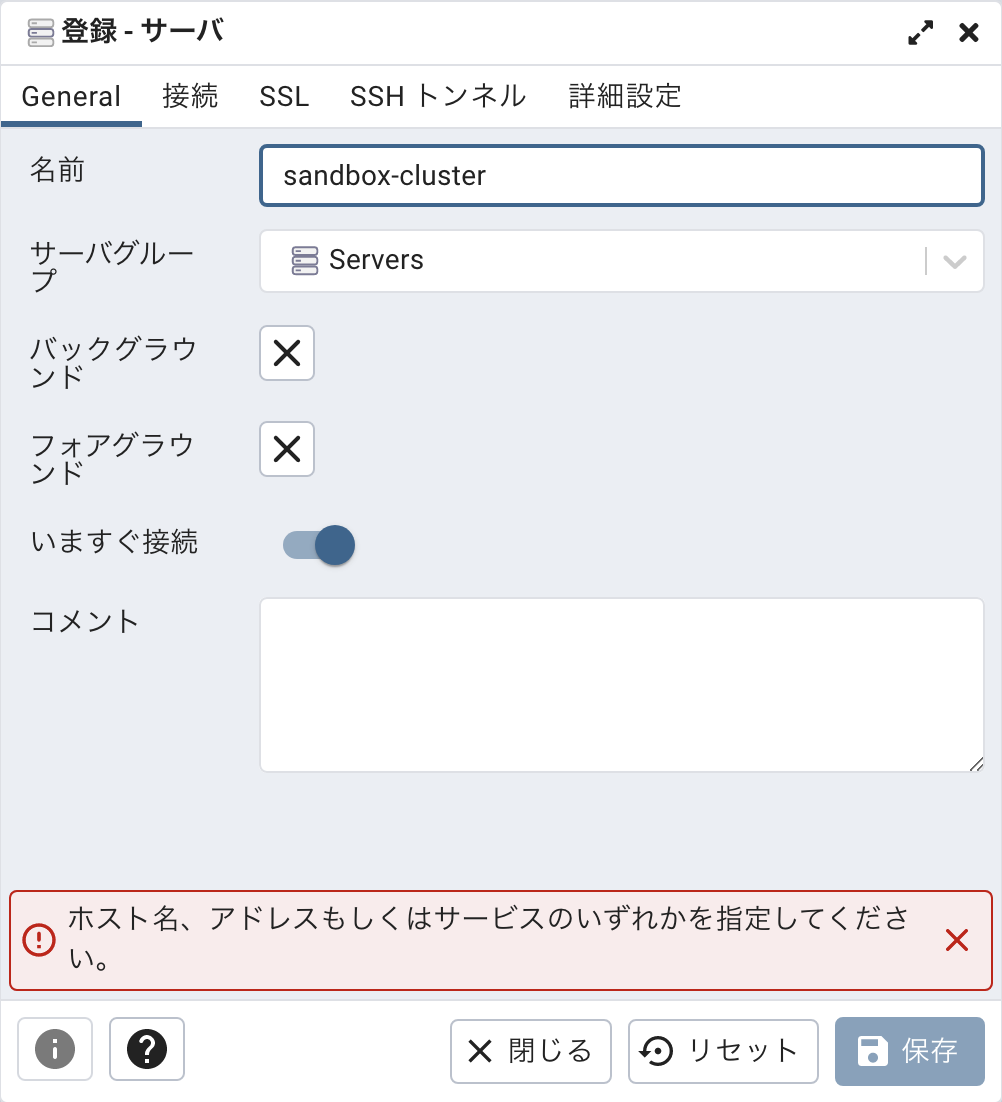 登録 - サーバ
General 接続 SSL SSH トンネル 詳細設定
名前
sandbox-cluster
サーバグルー
プ
Servers
バックグラウ
ンド
フォアグラウ
ンド
いますぐ接続
コメント
ホスト名、アドレスもしくはサービスのいずれかを指定してくださ
い。
閉じる リセット 保存